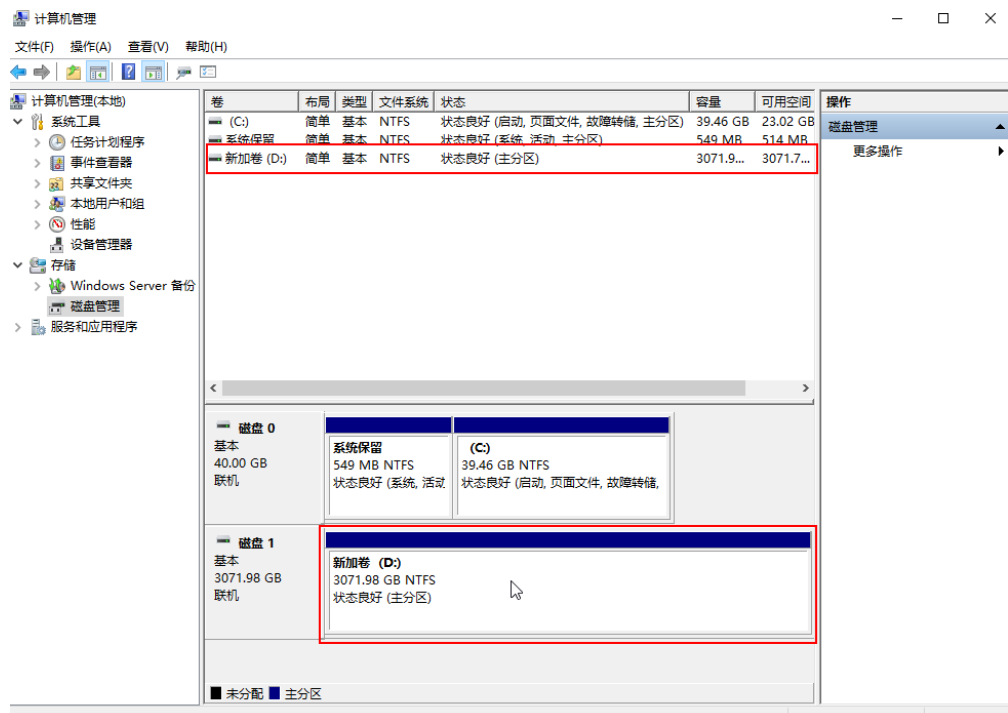 计算机管理
文件(F) 操作(A) 查看(V) 帮助(H)
计算机管理(本地)
系统工具
任务计划程序
事件查看器
共享文件夹
本地用户和组
性能
设备管理器
存储
Windows Server 备份
磁盘管理
服务和应用程序
卷 布局 类型 文件系统 状态 容量 可用空间
(C:) 简单 基本 NTFS 状态良好 (启动, 页面文件, 故障转储, 主分区) 39.46 GB 23.02 GB
系统保留 简单 基本 NTFS 状态良好 (系统, 活动, 主分区) 549 MB 514 MB
新加卷 (D:) 简单 基本 NTFS 状态良好 (主分区) 3071.9... 3071.7...
磁盘 0
基本
40.00 GB
联机
系统保留
549 MB NTFS
状态良好 (系统, 活动
(C:)
39.46 GB NTFS
状态良好 (启动, 页面文件, 故障转储,
磁盘 1
基本
3071.98 GB
联机
新加卷 (D:)
3071.98 GB NTFS
状态良好 (主分区)
未分配 主分区
操作
磁盘管理
更多操作